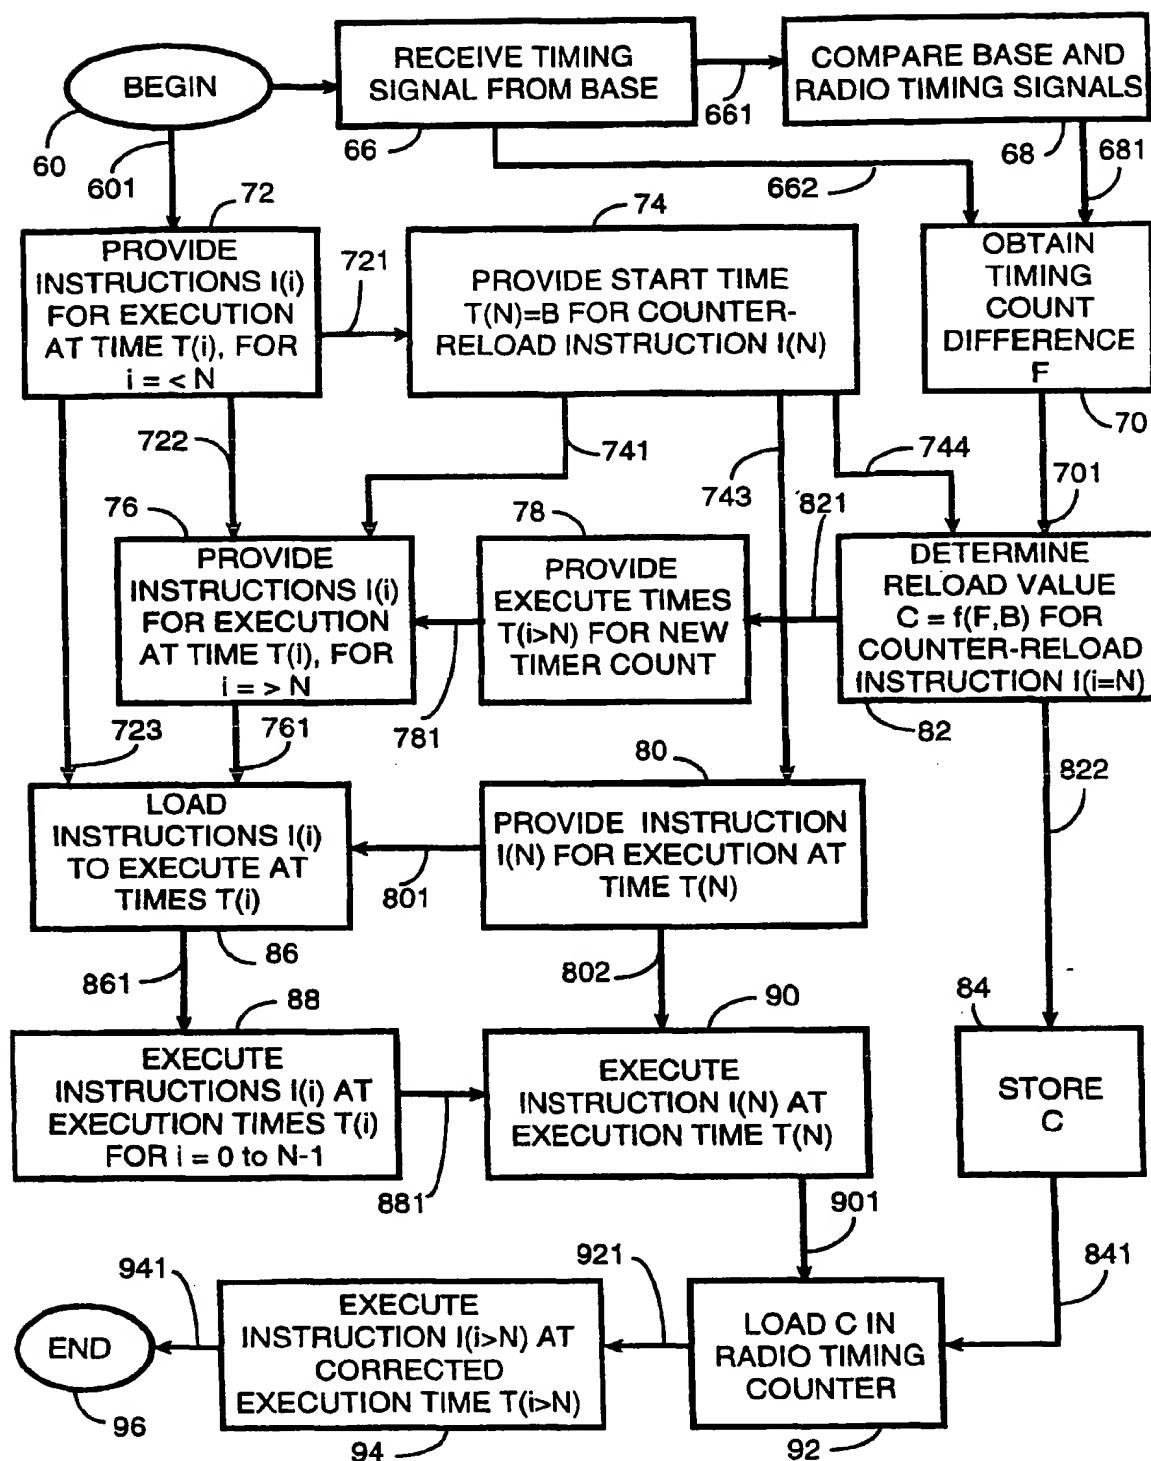 BEGIN
RECEIVE TIMING
SIGNAL FROM BASE
COMPARE BASE AND
RADIO TIMING SIGNALS
661
60
601
66
68
681
662
72
74
PROVIDE
INSTRUCTIONS I(i)
FOR EXECUTION
AT TIME T(i), FOR
i = < N
721
PROVIDE START TIME
T(N)=B FOR COUNTER-
RELOAD INSTRUCTION I(N)
OBTAIN
TIMING
COUNT
DIFFERENCE
F
70
722
741
743
744
701
76
78
821
PROVIDE
INSTRUCTIONS I(i)
FOR EXECUTION
AT TIME T(i), FOR
i = > N
PROVIDE
EXECUTE TIMES
T(i>N) FOR NEW
TIMER COUNT
DETERMINE
RELOAD VALUE
C = f(F,B) FOR
COUNTER-RELOAD
INSTRUCTION I(i=N)
723
761
781
80
82
822
LOAD
INSTRUCTIONS I(i)
TO EXECUTE AT
TIMES T(i)
801
PROVIDE INSTRUCTION
I(N) FOR EXECUTION AT
TIME T(N)
861
86
802
88
90
84
EXECUTE
INSTRUCTIONS I(i) AT
EXECUTION TIMES T(i)
FOR i = 0 to N-1
EXECUTE
INSTRUCTION I(N) AT
EXECUTION TIME T(N)
STORE
C
881
901
941
921
841
END
EXECUTE
INSTRUCTION I(i>N) AT
CORRECTED
EXECUTION TIME T(i>N)
LOAD C IN
RADIO TIMING
COUNTER
96
94
92